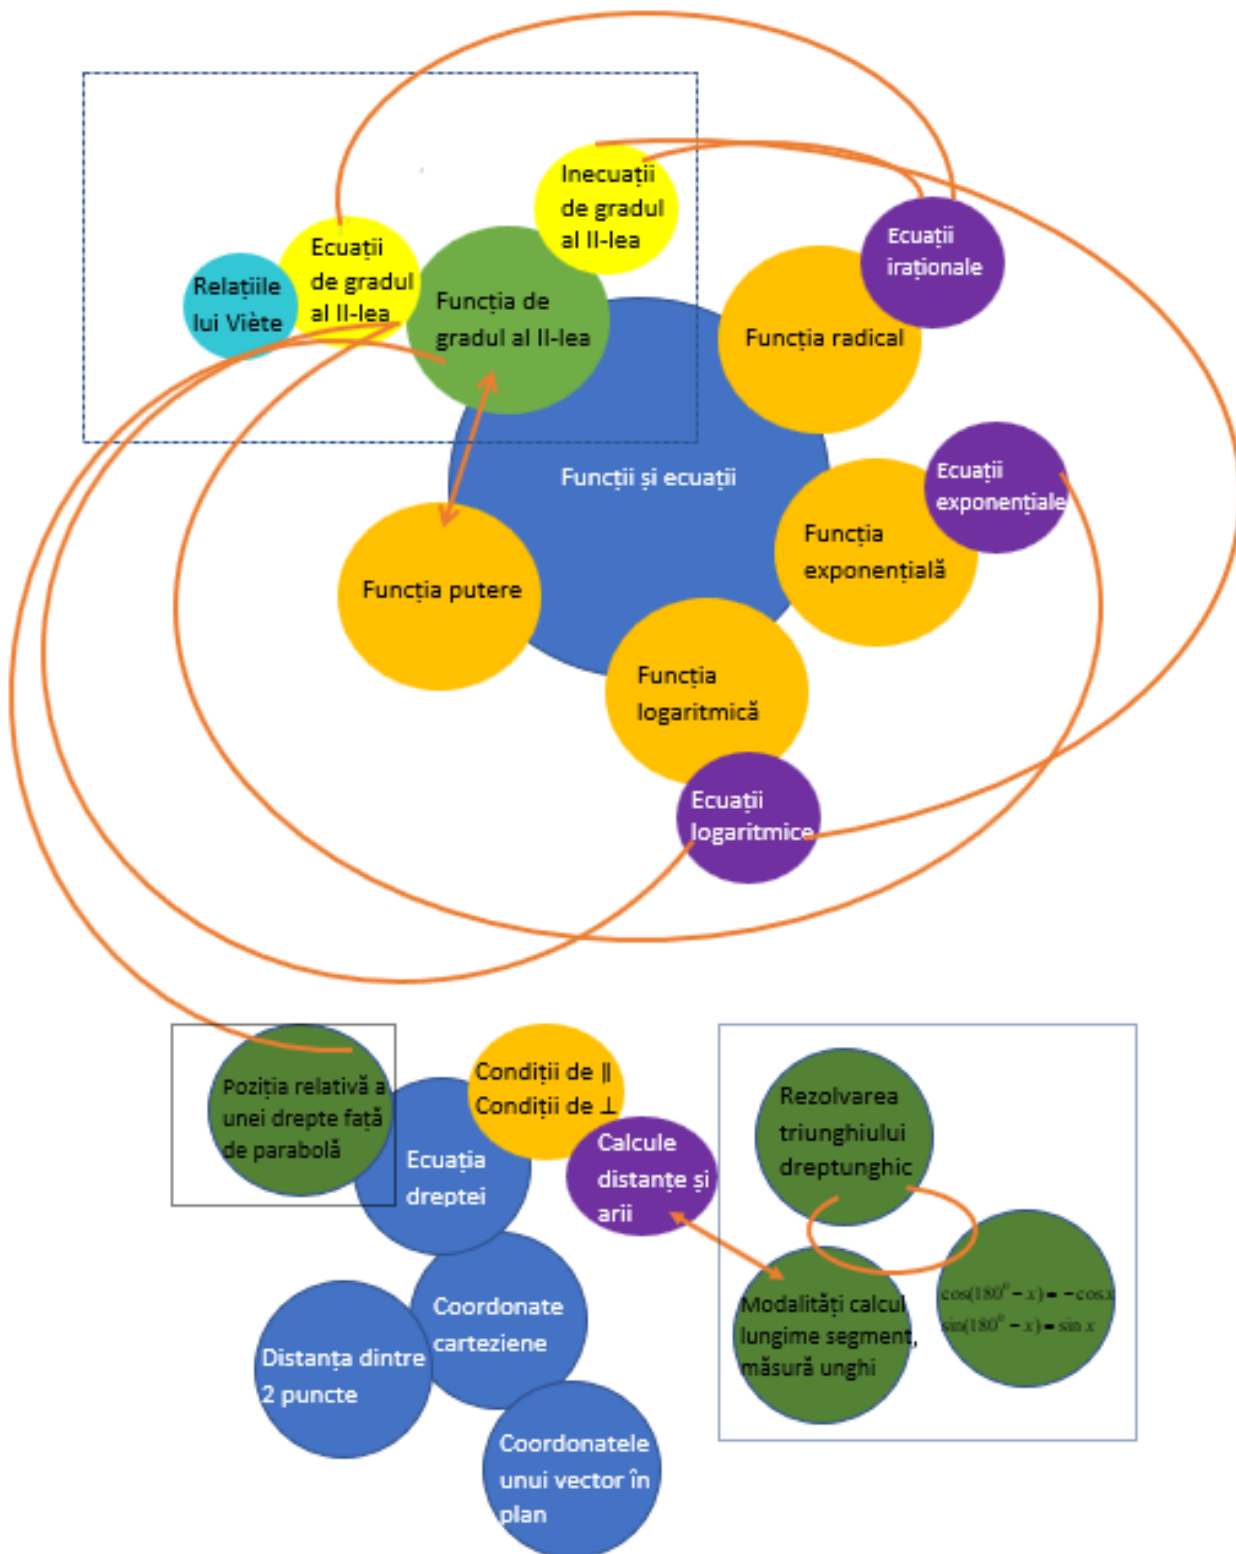 Inecuații
de gradul
al II-lea
Ecuații
iraționale
Ecuații
de gradul
al II-lea
Relațiile
lui Viète
Funcția de
gradul al II-lea
Funcția radical
Funcții și ecuații
Ecuații
exponențiale
Funcția
exponențială
Funcția putere
Funcția
logaritmică
Ecuații
logaritmice
Poziția relativă a
unei drepte față
de parabolă
Condiții de ∥
Condiții de ⊥
Ecuația
dreptei
Calcule
distanțe și
arii
Rezolvarea
triunghiului
dreptunghic
Coordonate
carteziene
Distanța dintre
2 puncte
Modalități calcul
lungime segment,
măsură unghi
cos(180⁰ − x) = −cos x
sin(180⁰ − x) = sin x
Coordonatele
unui vector în
plan